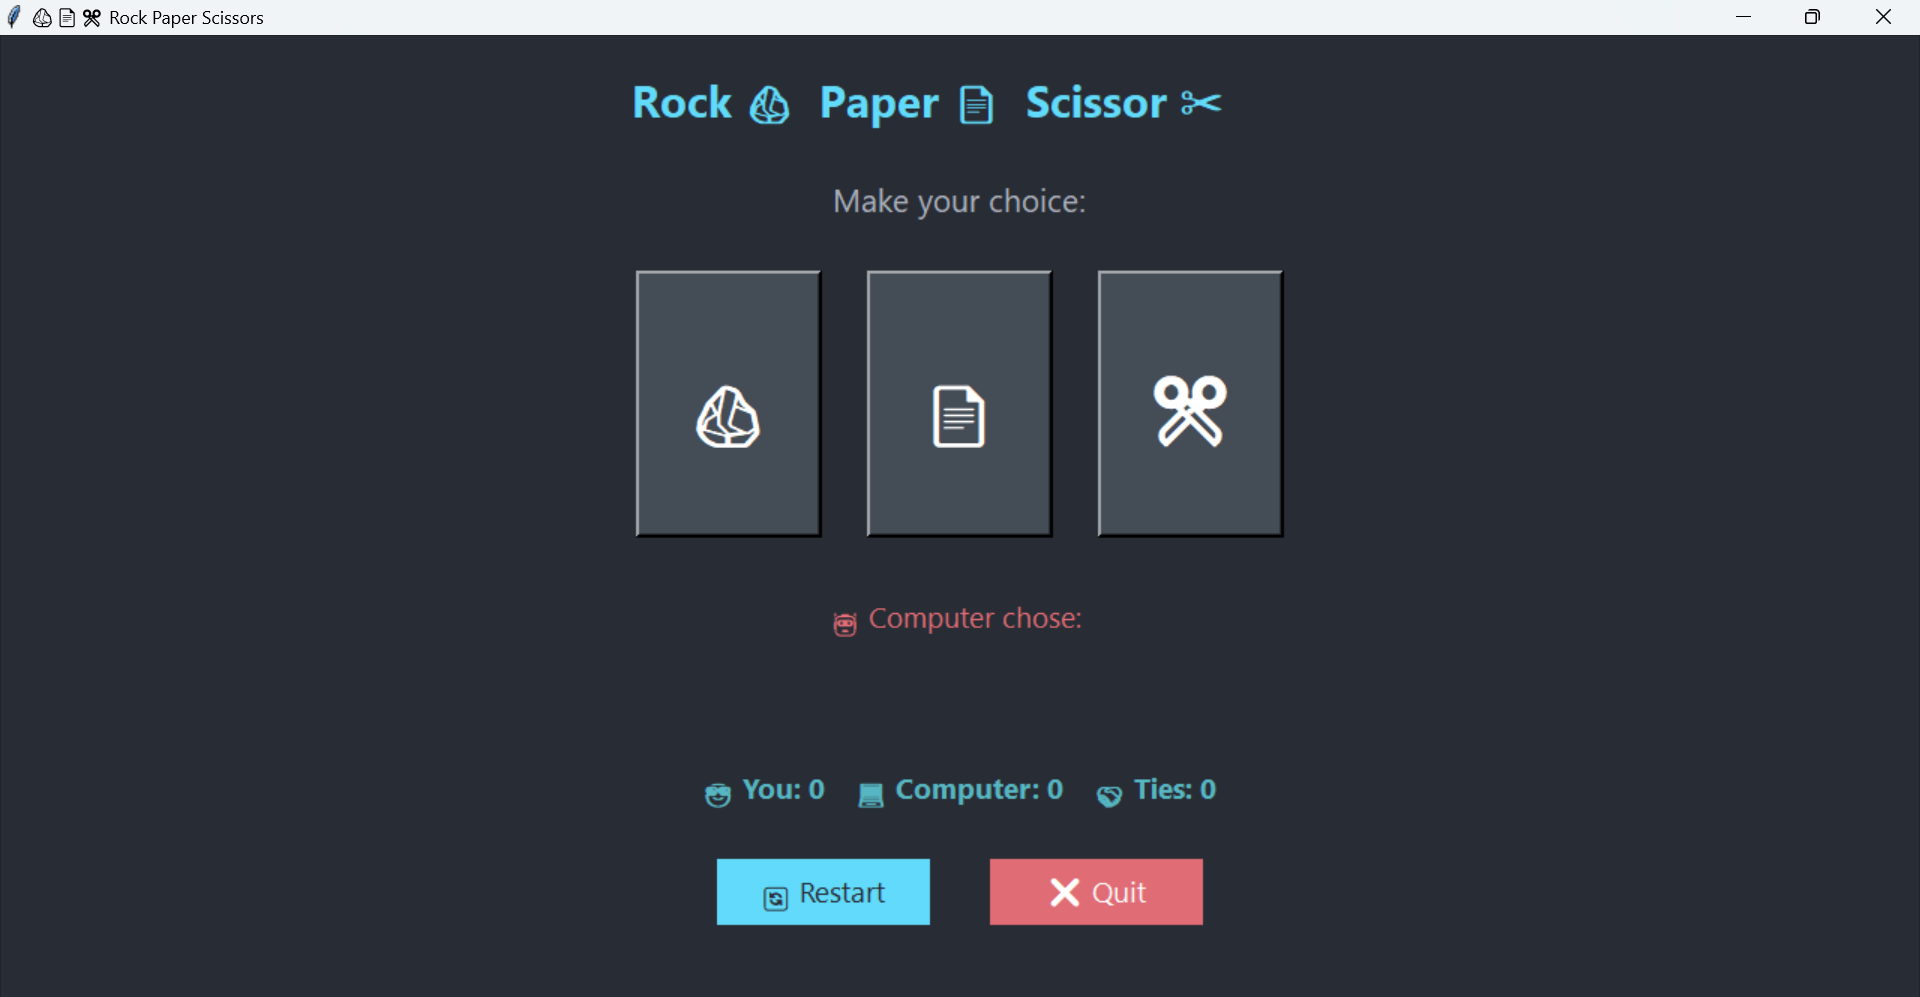 Rock Paper Scissors
Rock Paper Scissor
Make your choice:
Computer chose:
You: 0 Computer: 0 Ties: 0
Restart Quit